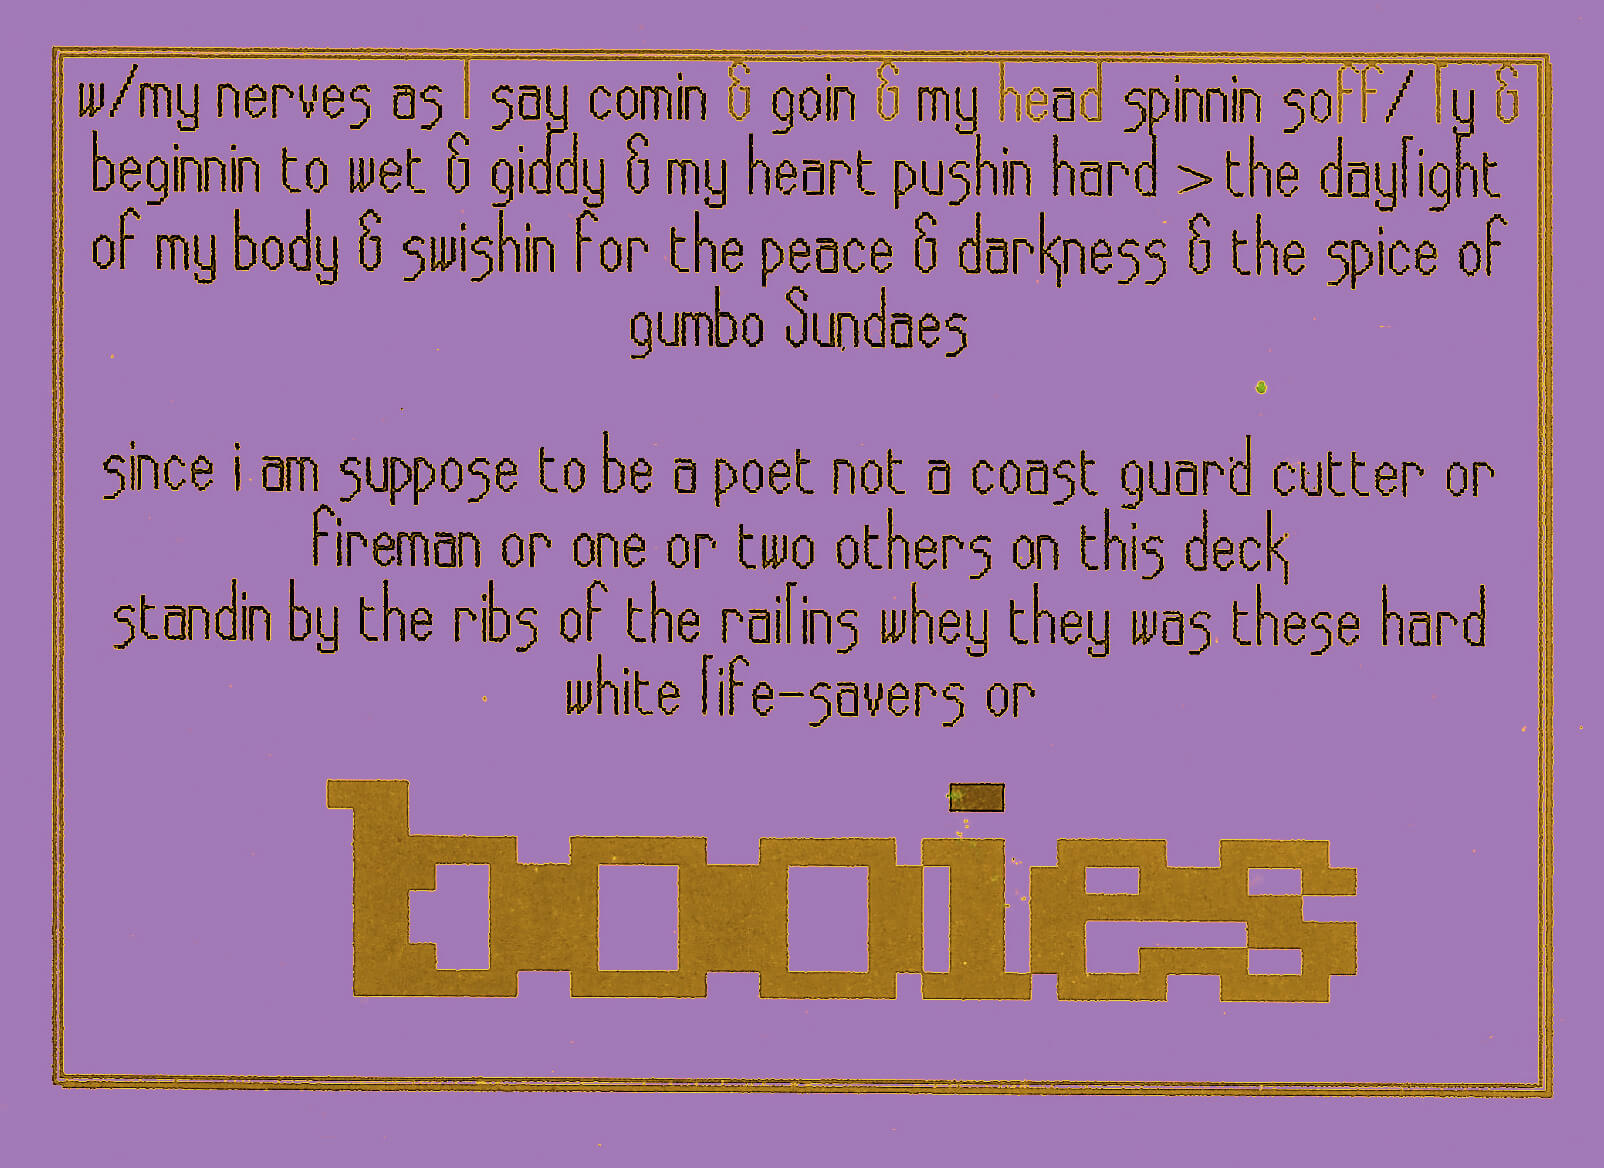 w/my nerves as I say comin & goin & my head spinnin soff/ly &
beginnin to wet & giddy & my heart pushin hard > the daylight
of my body & swishin for the peace & darkness & the spice of
gumbo Sundaes
since i am suppose to be a poet not a coast guard cutter or
fireman or one or two others on this deck
standin by the ribs of the railins whey they was these hard
white life-savers or
booies